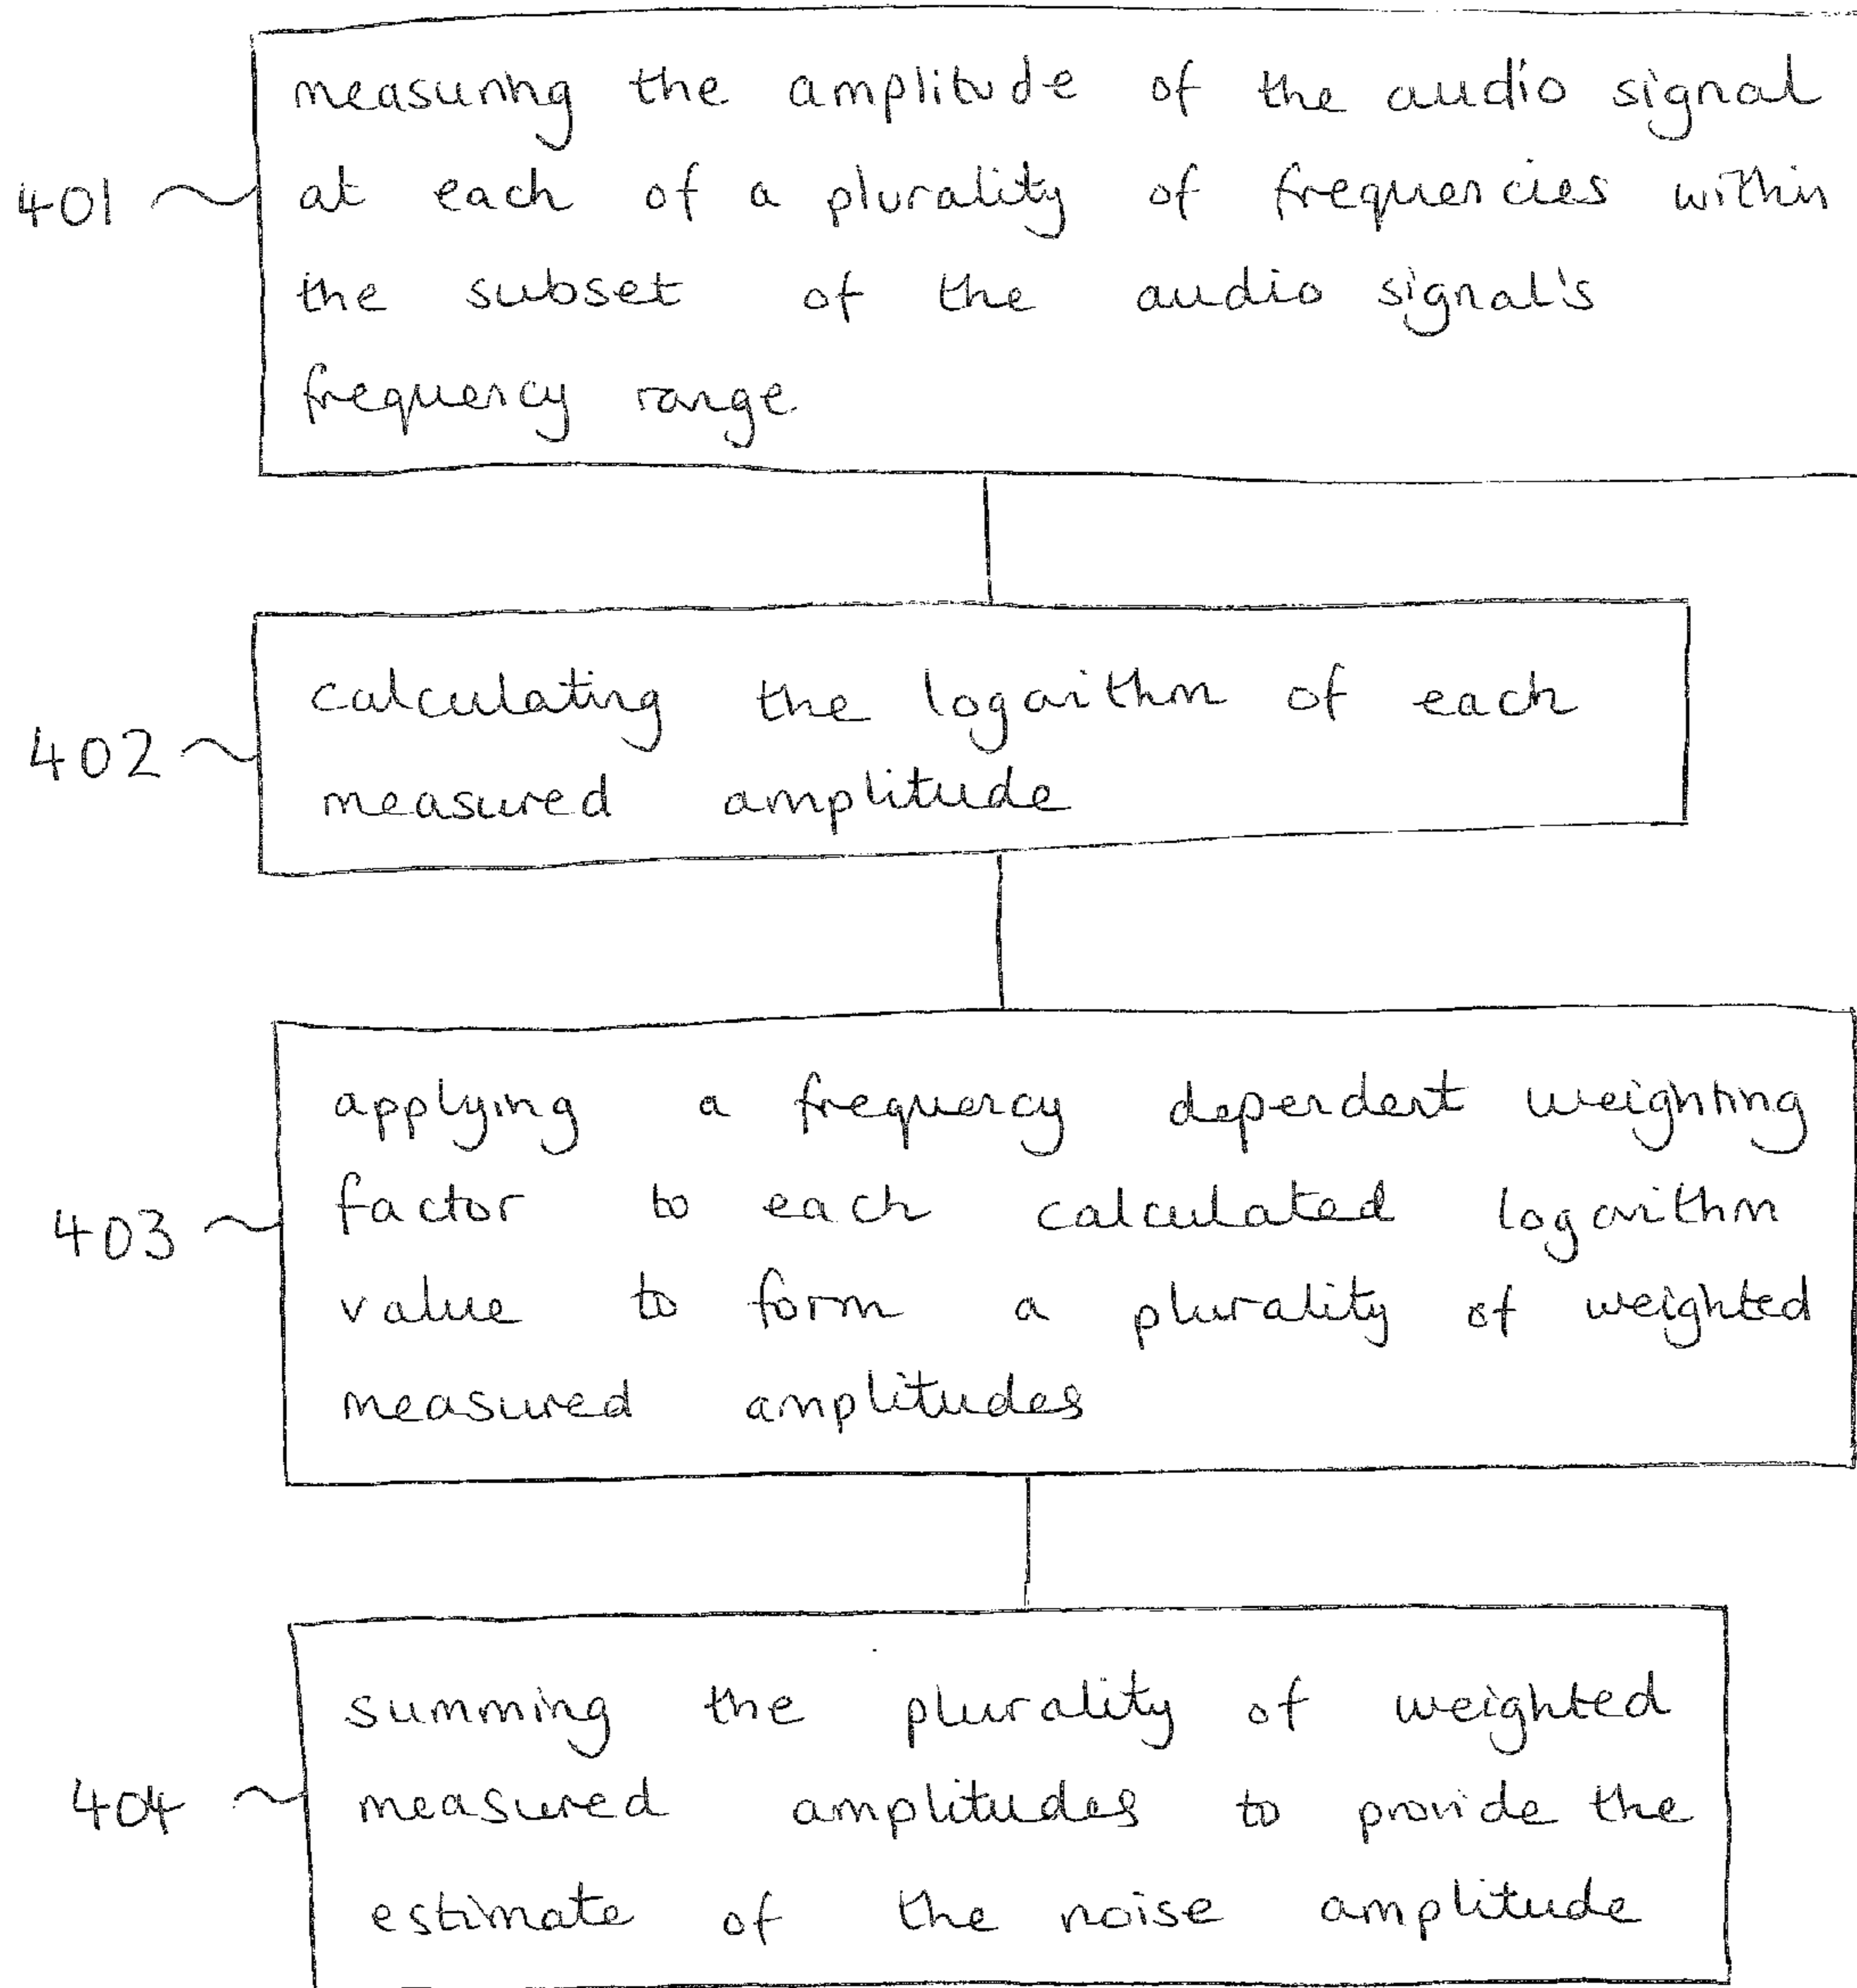 measuring the amplitude of the audio signal
401 at each of a plurality of frequencies within
the subset of the audio signal's
frequency range
calculating the logarithm of each
402
measured amplitude
applying a frequency dependent weighting
403 factor to each calculated logarithm
value to form a plurality of weighted
measured amplitudes
summing the plurality of weighted
404 measured amplitudes to provide the
estimate of the noise amplitude